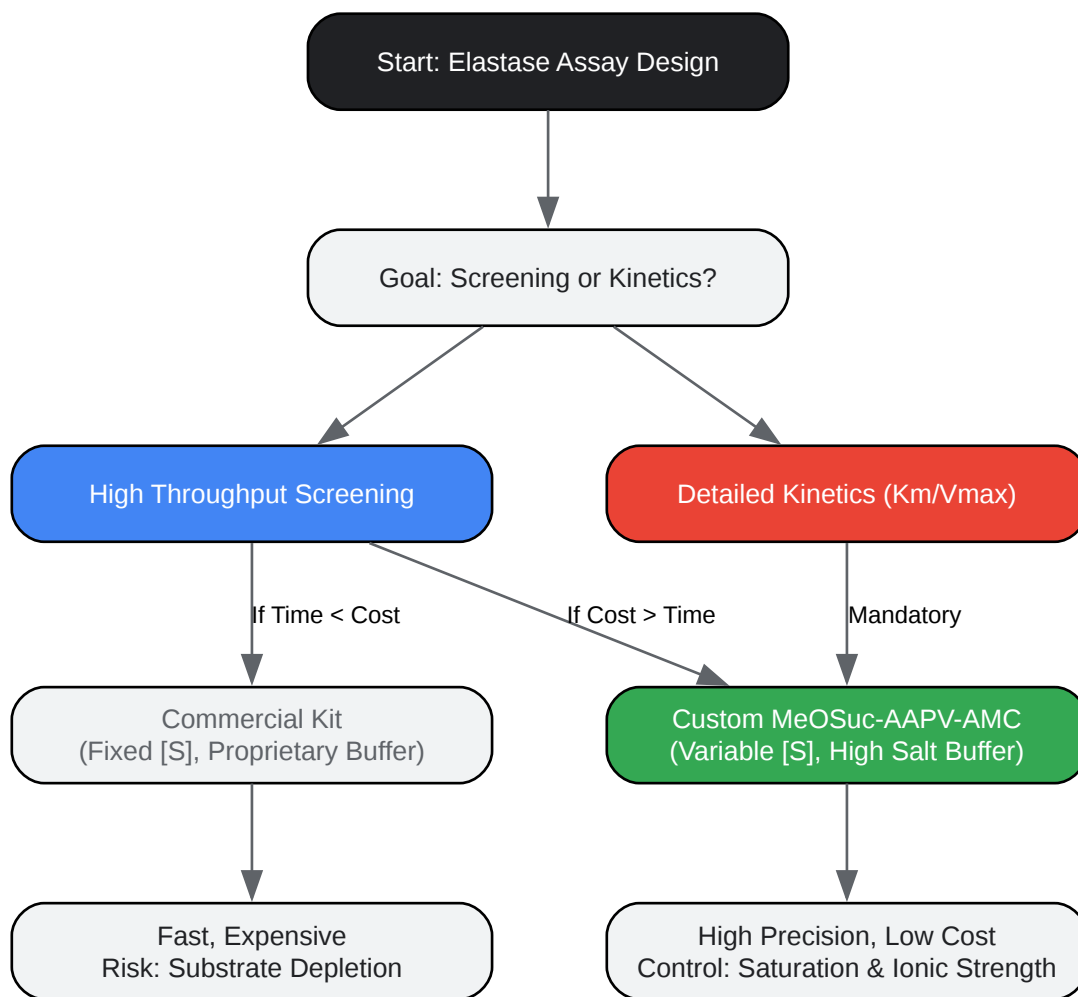 Start: Elastase Assay Design
Goal: Screening or Kinetics?
High Throughput Screening
Detailed Kinetics (Km/Vmax)
If Time < Cost
If Cost > Time
Mandatory
Commercial Kit
(Fixed [S], Proprietary Buffer)
Custom MeOSuc-AAPV-AMC
(Variable [S], High Salt Buffer)
Fast, Expensive
Risk: Substrate Depletion
High Precision, Low Cost
Control: Saturation & Ionic Strength